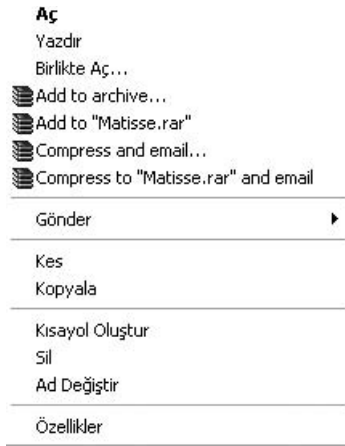 Aç
Yazdır
Birlikte Aç...
Add to archive...
Add to "Matisse.rar"
Compress and email...
Compress to "Matisse.rar" and email
Gönder
Kes
Kopyala
Kısayol Oluştur
Sil
Ad Değiştir
Özellikler